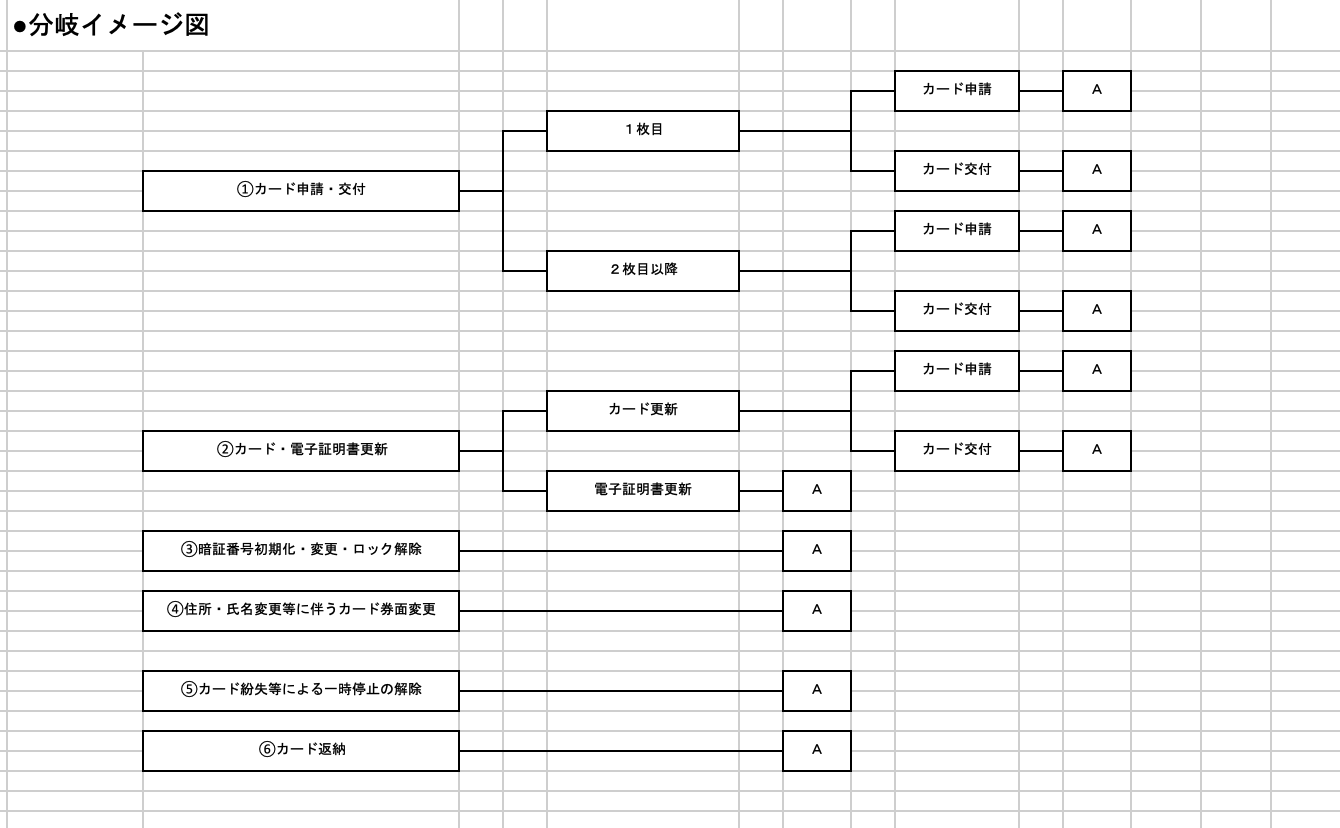 ●分岐イメージ図
カード申請 A
１枚目
カード交付 A
①カード申請・交付
カード申請 A
２枚目以降
カード交付 A
カード申請 A
カード更新
②カード・電子証明書更新 カード交付 A
電子証明書更新 A
③暗証番号初期化・変更・ロック解除 A
④住所・氏名変更等に伴うカード券面変更 A
⑤カード紛失等による一時停止の解除 A
⑥カード返納 A